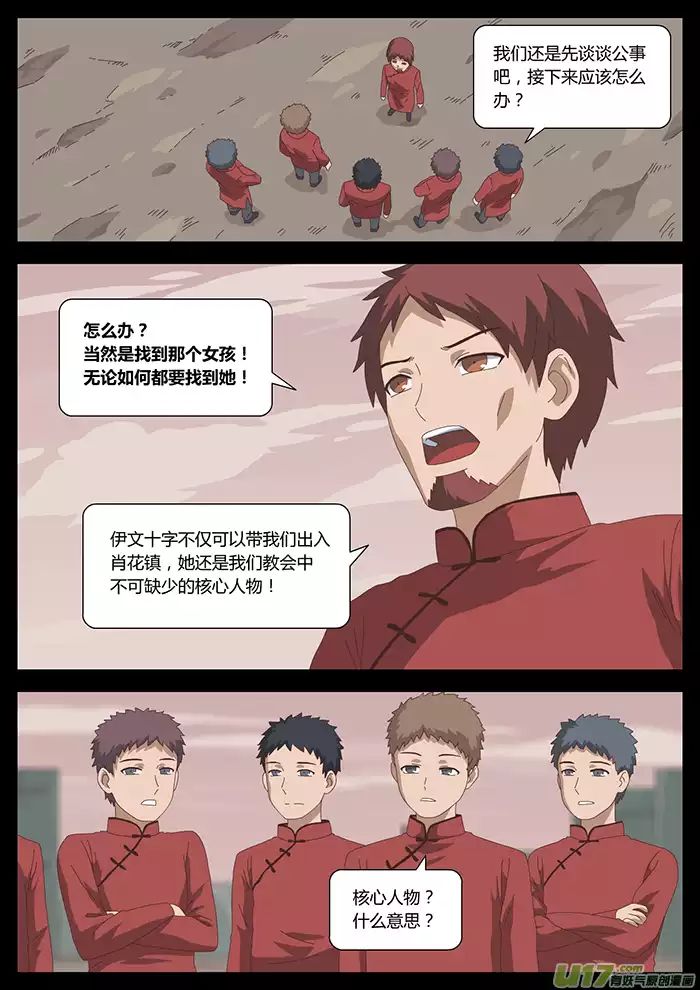 我们还是先谈谈公事
吧，接下来应该怎么
办？
怎么办？
当然是找到那个女孩！
无论如何都要找到她！
伊文十字不仅可以带我们出入
肖花镇，她还是我们教会中
不可缺少的核心人物！
核心人物？
什么意思？
U17.com
有妖气原创漫画